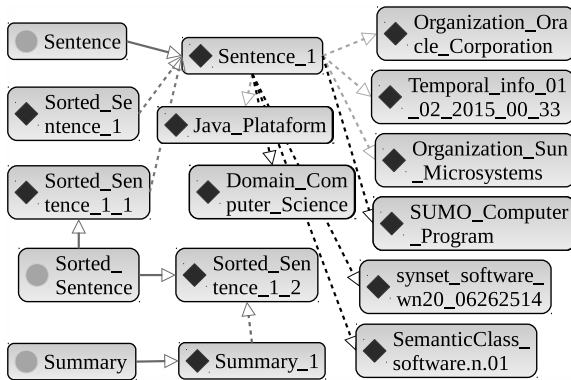 Sentence
Sentence_1
Organization_Ora
cle_Corporation
Sorted_Se
ntence_1
Java_Plataform
Temporal_info_01
_02_2015_00_33
Organization_Sun
_Microsystems
Sorted_Sen
tence_1_1
Domain_Com
puter_Science
SUMO_Computer
_Program
Sorted_
Sentence
Sorted_Sen
tence_1_2
synset_software_
wn20_06262514
Summary
Summary_1
SemanticClass_
software.n.01